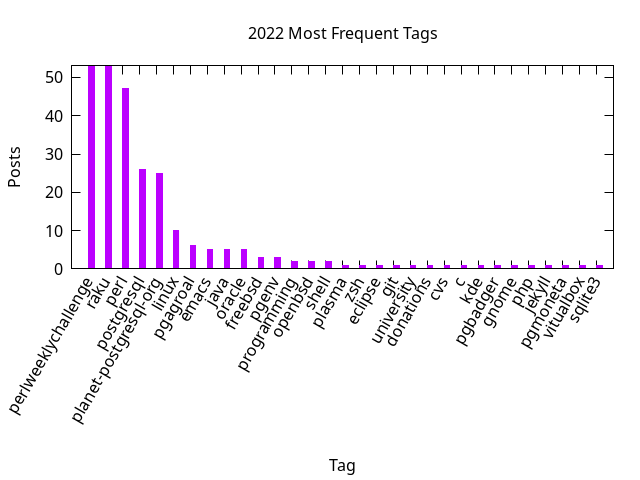 2022 Most Frequent Tags
Posts
50
40
30
20
10
0
perlweeklychallenge
raku
perl
postgresql
planet-postgresql-org
linux
pgagroal
emacs
java
oracle
freebsd
pgenv
programming
openbsd
shell
plasma
zsh
eclipse
git
university
donations
cvs
c
kde
pgbadger
gnome
php
jekyll
pgmoneta
vitualbox
sqlite3
Tag